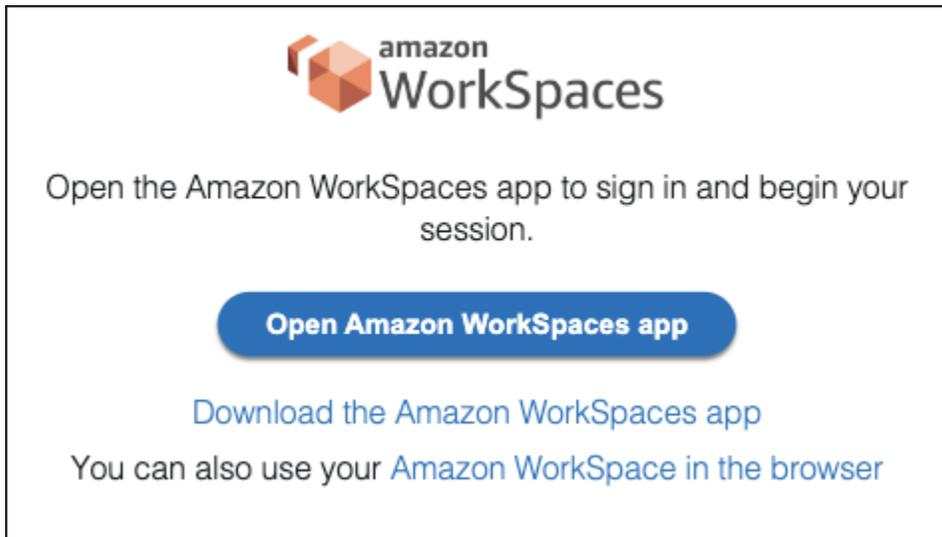 amazon
WorkSpaces
Open the Amazon WorkSpaces app to sign in and begin your
session.
Open Amazon WorkSpaces app
Download the Amazon WorkSpaces app
You can also use your Amazon WorkSpace in the browser